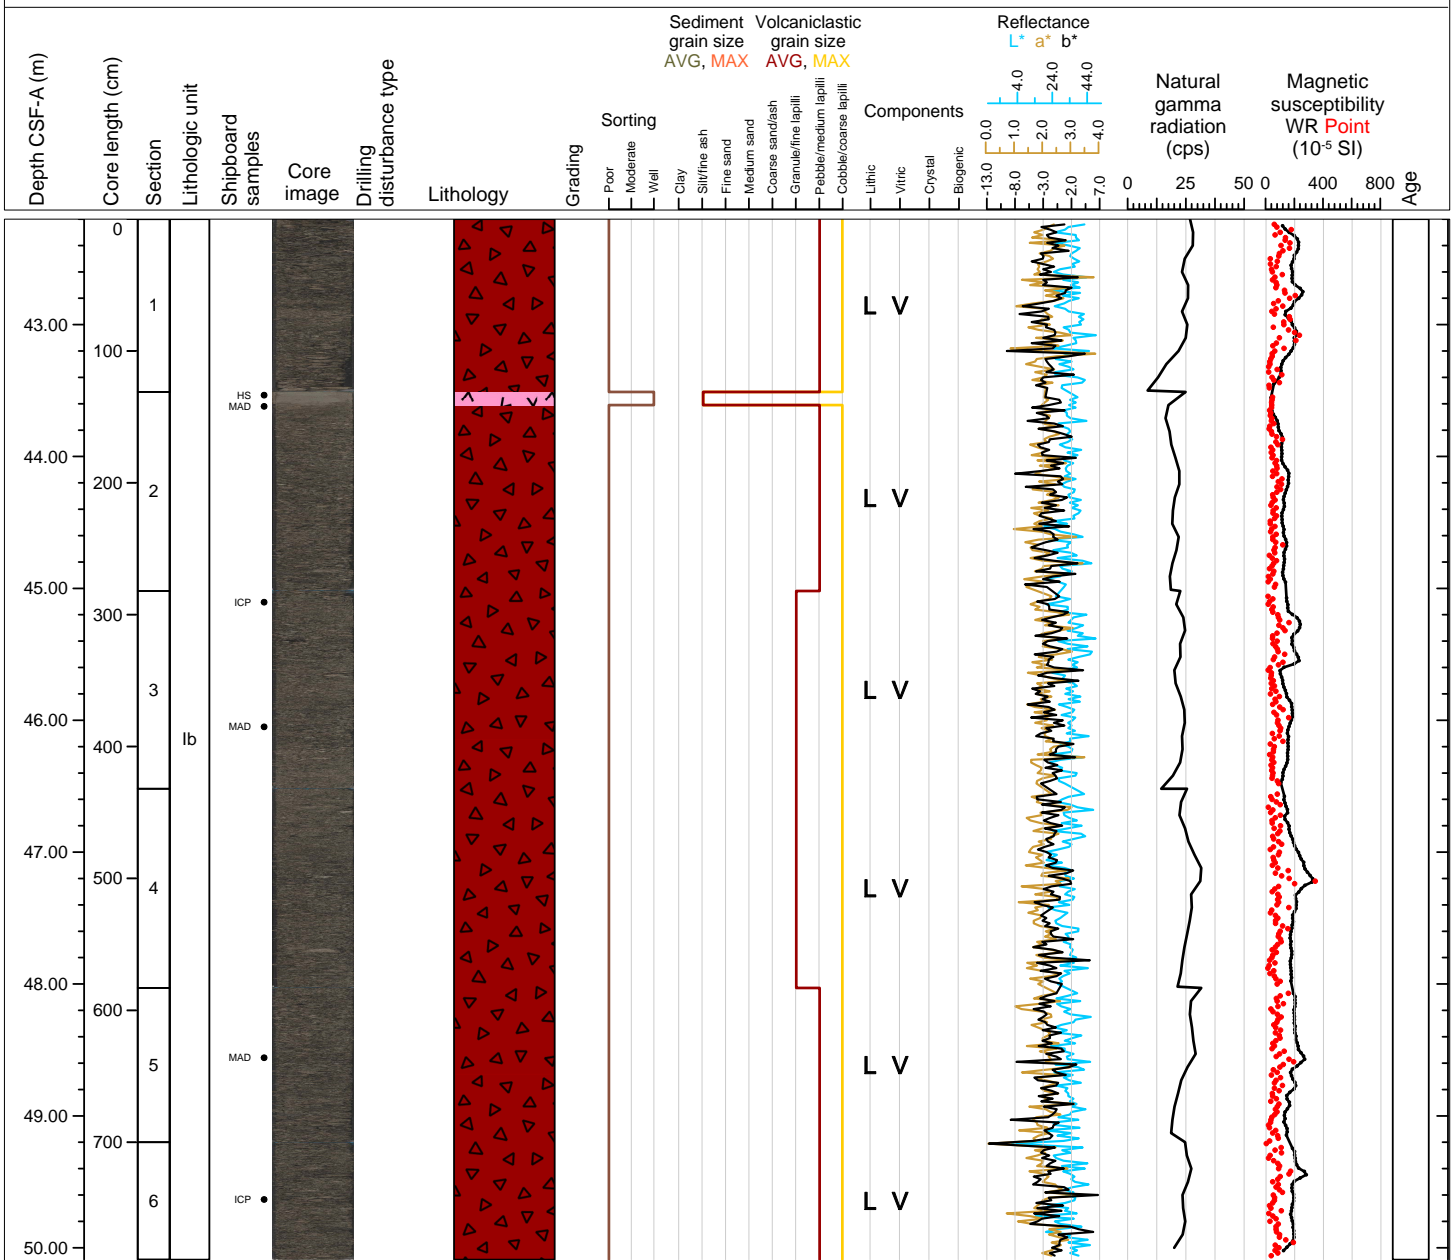 Depth CSF-A (m)
Core length (cm)
Section
Lithologic unit
Shipboard
samples
Core
image
Drilling
disturbance type
Lithology
Grading
Sorting
Poor
Moderate
Well
Sediment
grain size
AVG, MAX
Volcaniclastic
grain size
AVG, MAX
Clay
Silt/fine ash
Fine sand
Medium sand
Coarse sand/ash
Granule/fine lapilli
Pebble/medium lapilli
Cobble/coarse lapilli
Components
Lithic
Vitric
Crystal
Biogenic
Reflectance
L* a* b*
4.0 24.0 44.0
0.0 1.0 2.0 3.0 4.0
-13.0 -8.0 -3.0 2.0 7.0
Natural
gamma
radiation
(cps)
0 25 50
Magnetic
susceptibility
WR Point
(10-5 SI)
0 400 800
Age
0
1
L V
43.00
100
HS
MAD
44.00
200
2
L V
45.00
ICP
300
3
L V
46.00
MAD
Ib
400
47.00
500
4
L V
48.00
600
MAD
5
L V
49.00
700
ICP
6
L V
50.00